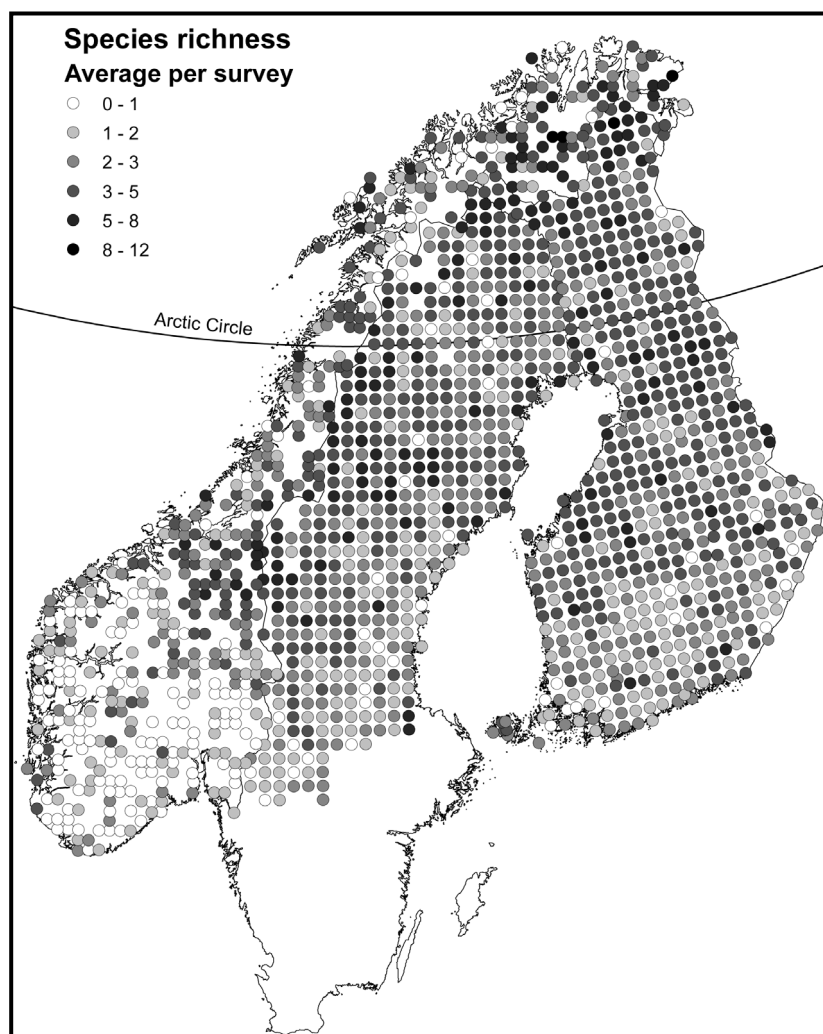 Species richness
Average per survey
0 - 1
1 - 2
2 - 3
3 - 5
5 - 8
8 - 12
Arctic Circle